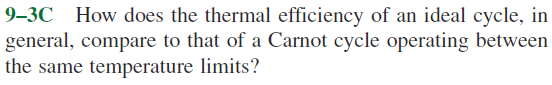 9–3C How does the thermal efficiency of an ideal cycle, in
general, compare to that of a Carnot cycle operating between
the same temperature limits?